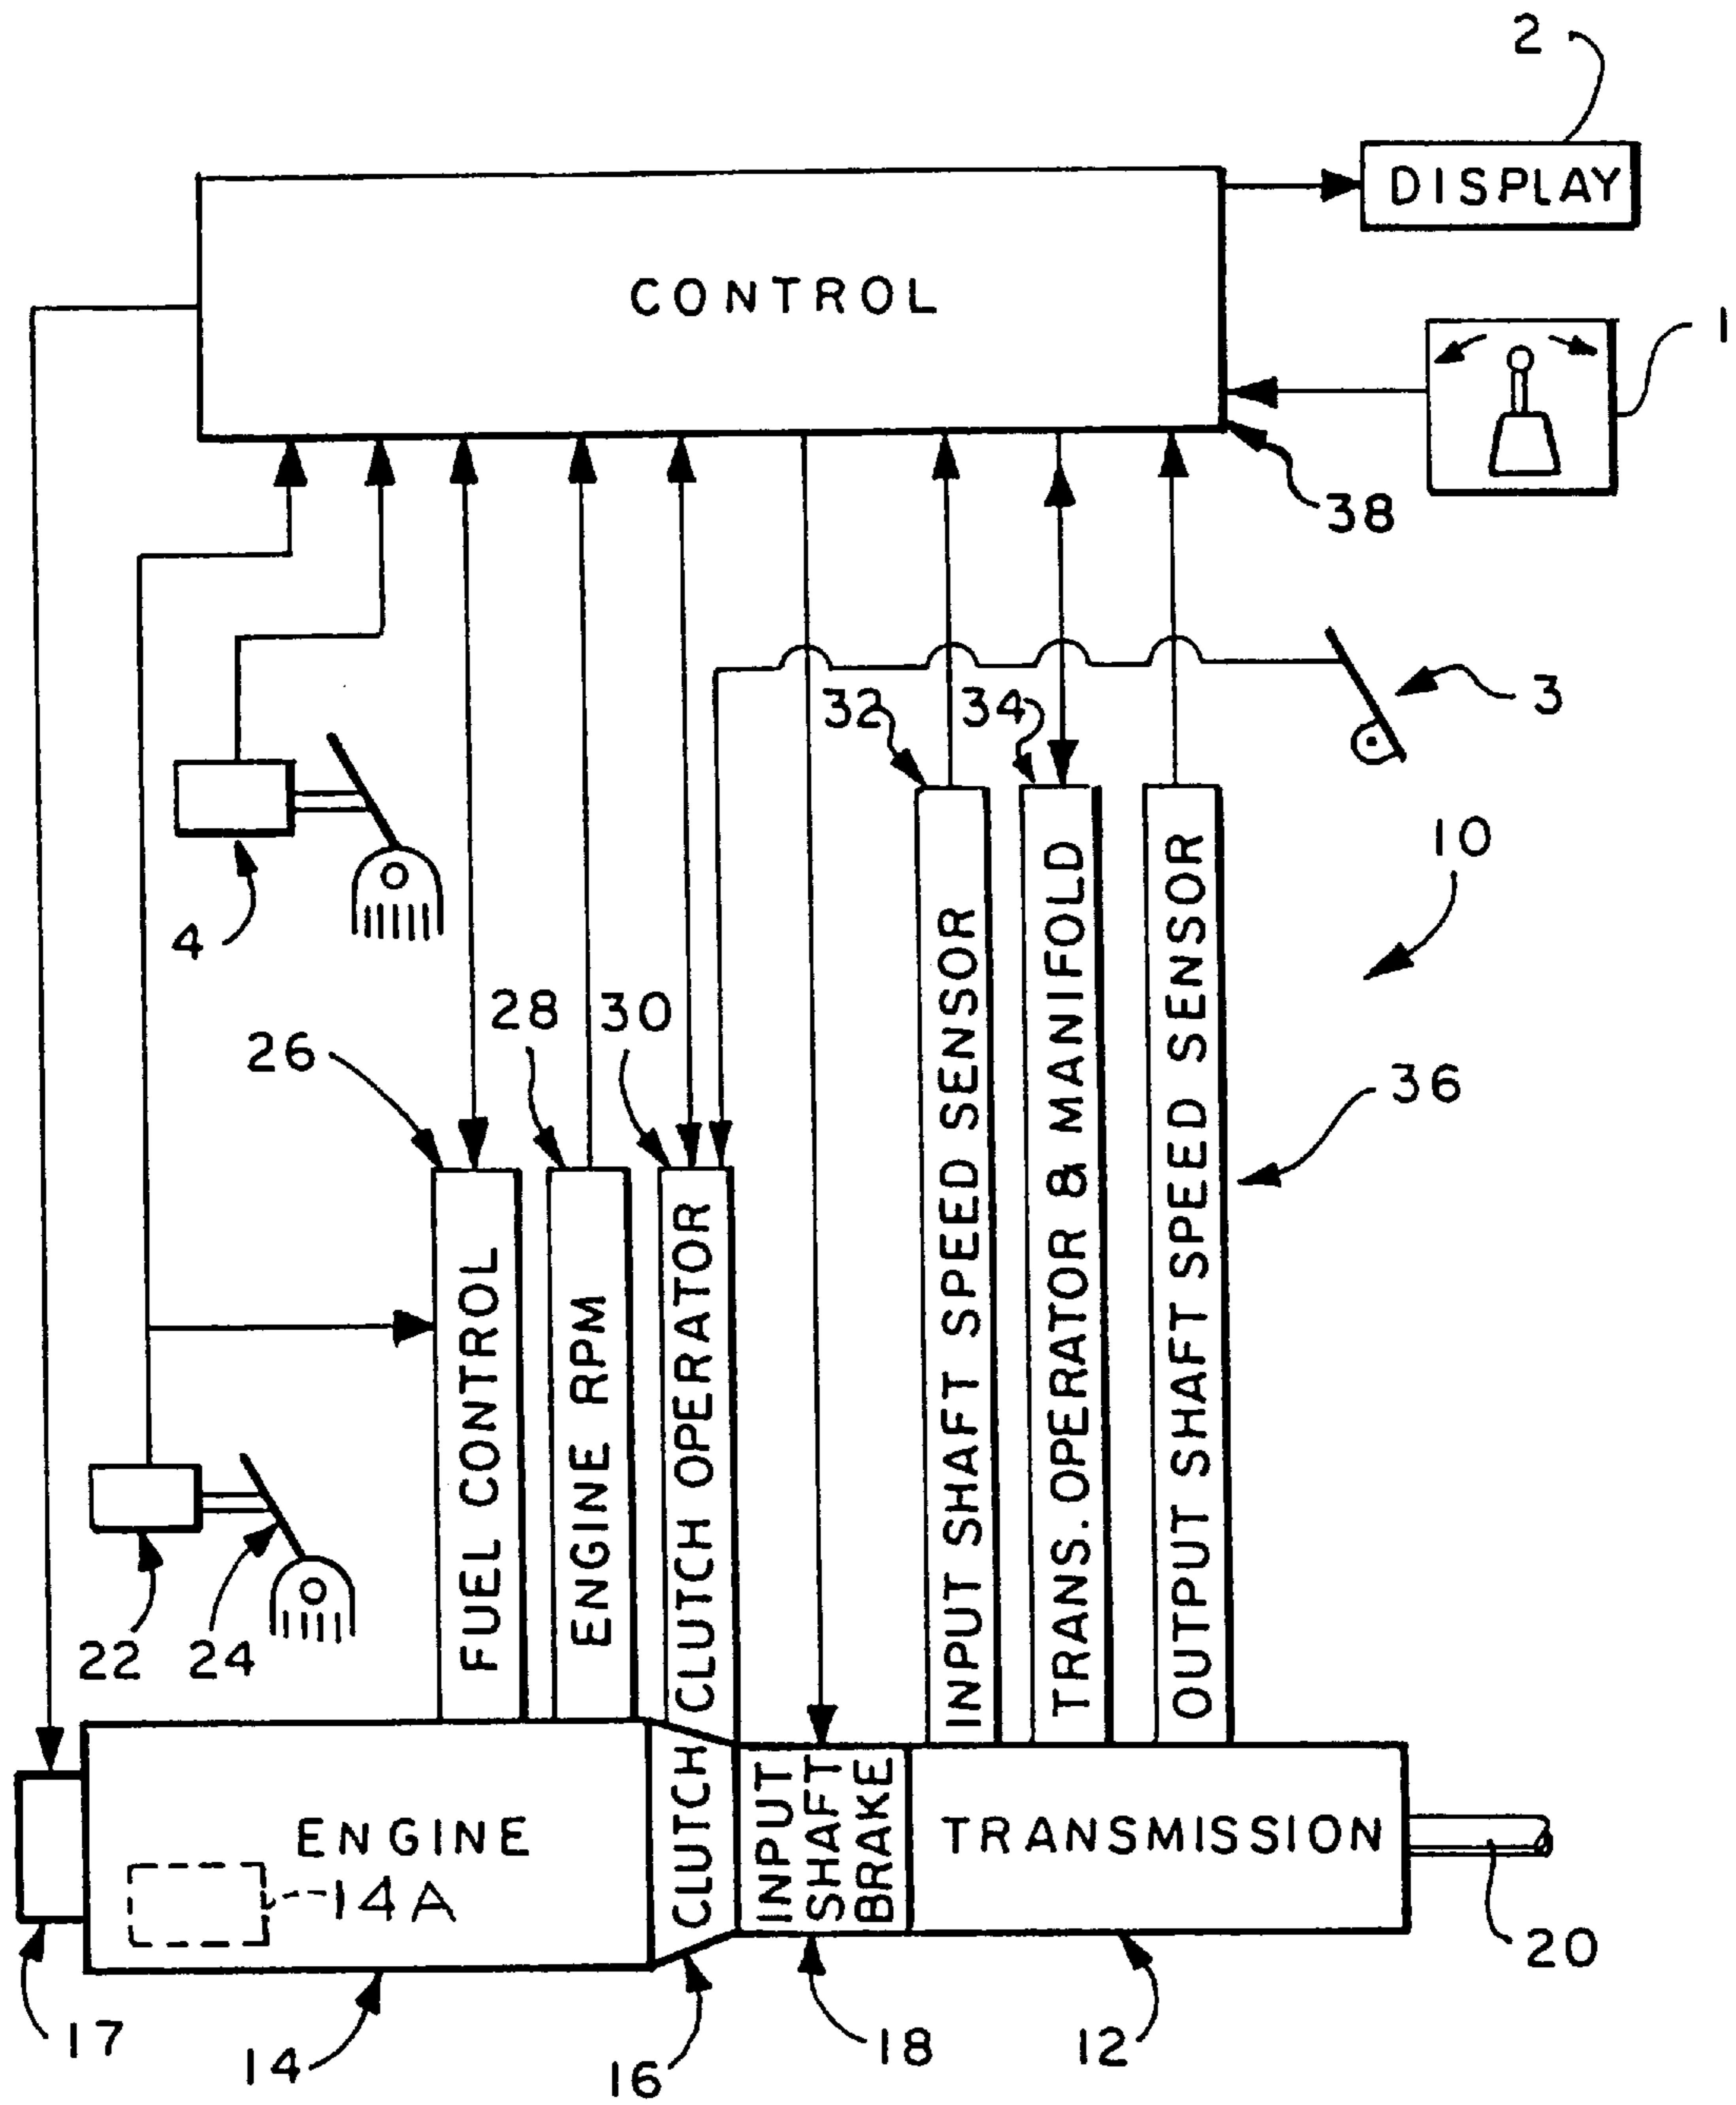 2
DISPLAY
CONTROL
1
38
3
32
34
10
4
28
30
26
36
FUEL CONTROL
ENGINE RPM
CLUTCH OPERATOR
INPUT SHAFT SPEED SENSOR
TRANS. OPERATOR & MANIFOLD
OUTPUT SHAFT SPEED SENSOR
22
24
ENGINE
14A
CLUTCH
INPUT
SHAFT
BRAKE
TRANSMISSION
20
17
14
16
18
12